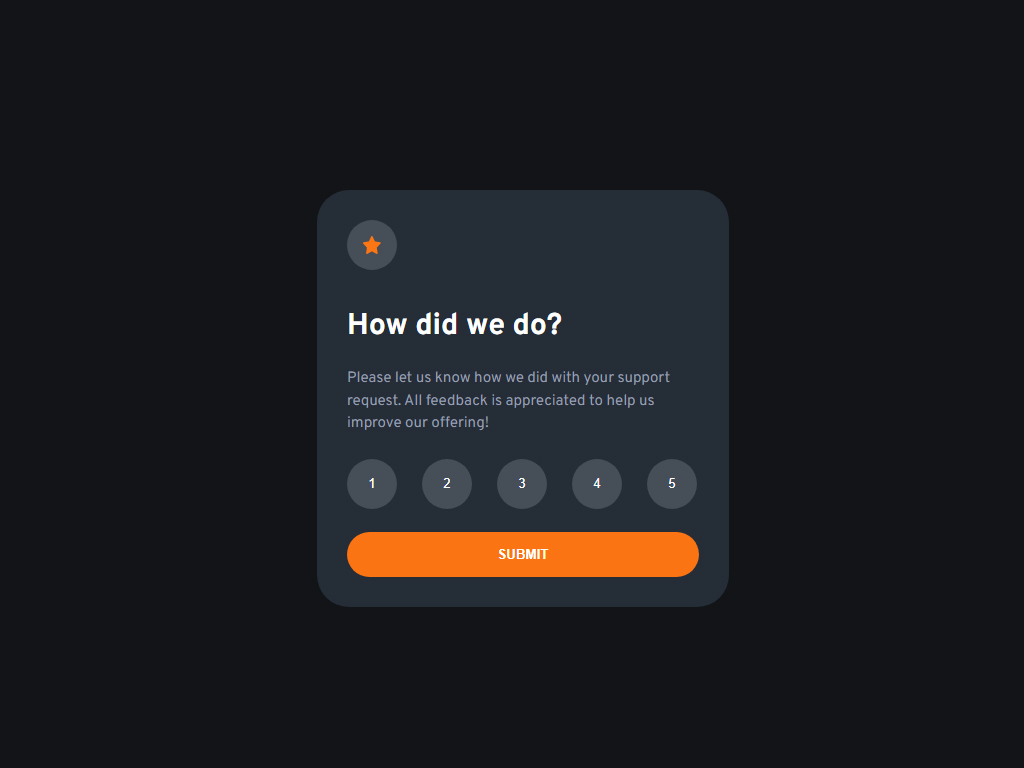 How did we do?
Please let us know how we did with your support
request. All feedback is appreciated to help us
improve our offering!
1 2 3 4 5
SUBMIT